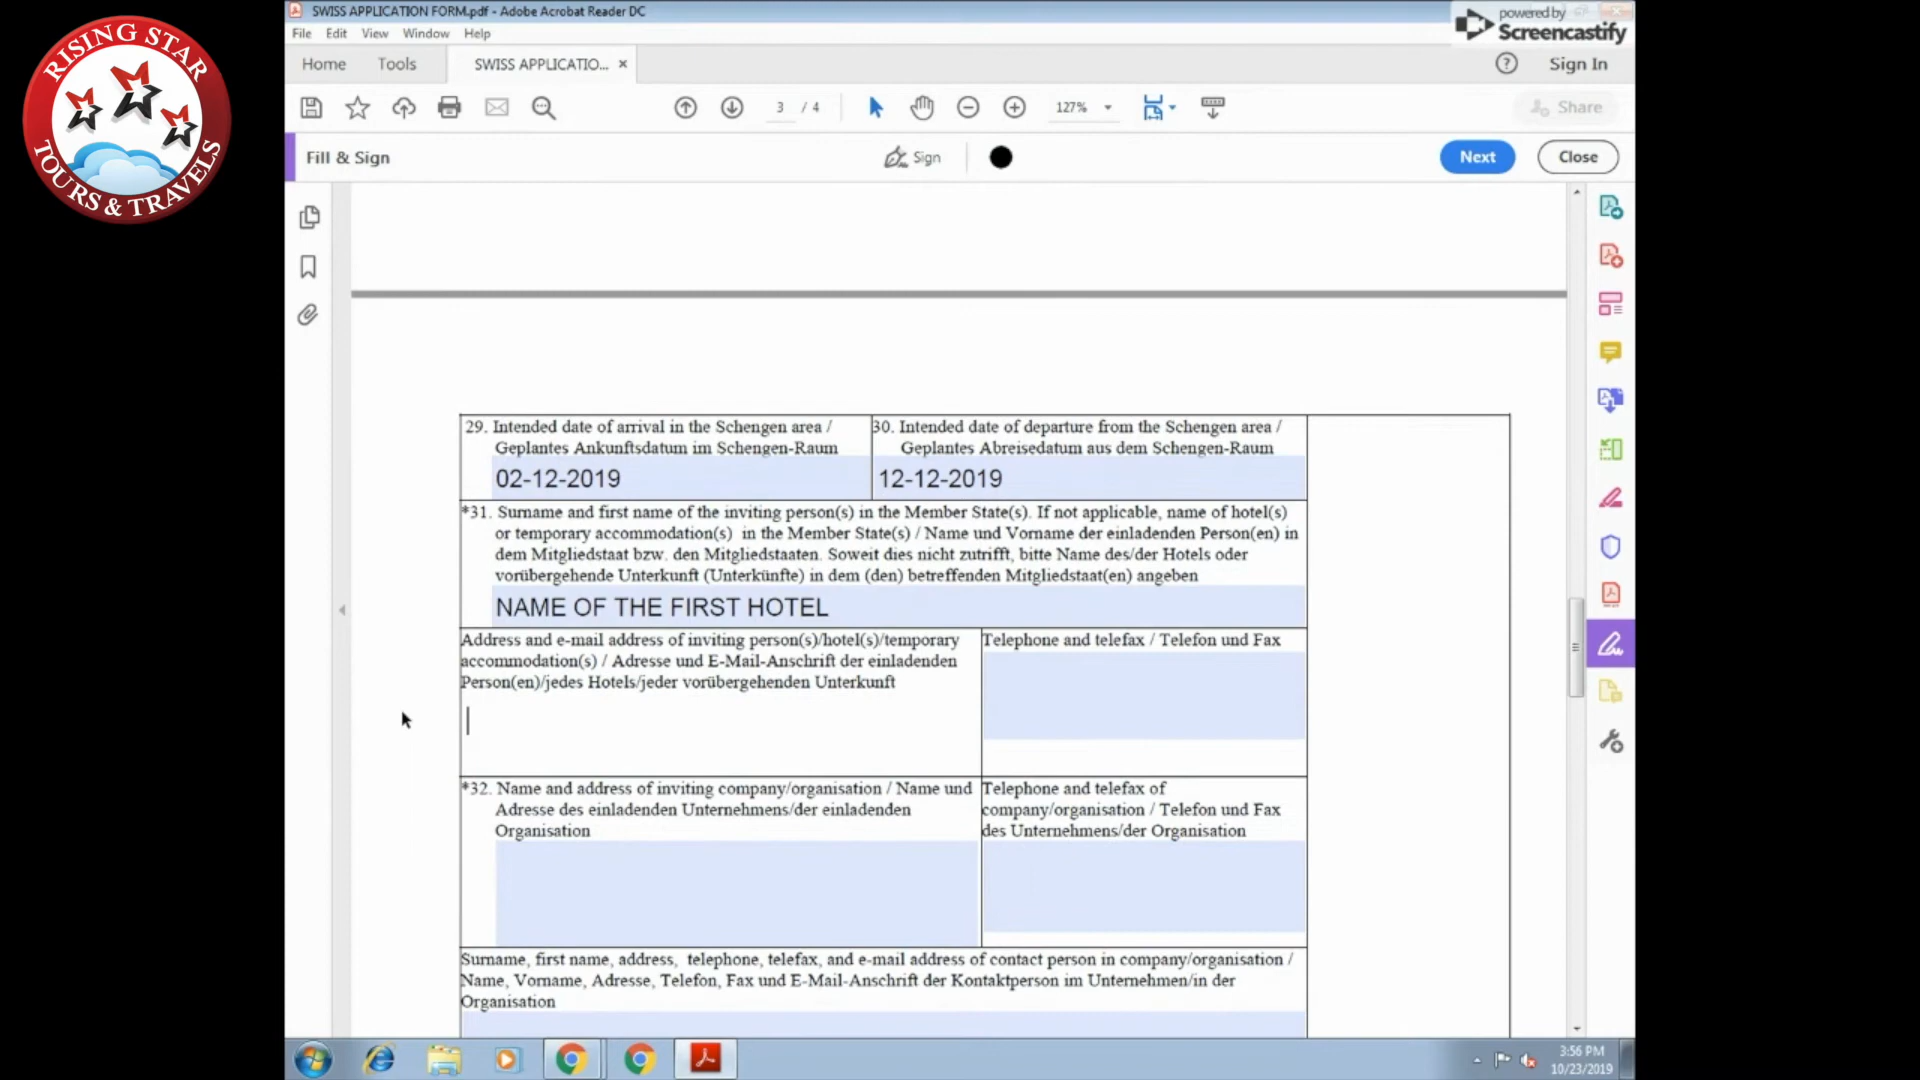 RISING STAR
TOURS & TRAVELS
SWISS APPLICATION FORM.pdf - Adobe Acrobat Reader DC
powered by
Screencastify
File Edit View Window Help
Home Tools SWISS APPLICATIO... × Sign In
3 / 4 127% Share
Fill & Sign Sign Next Close
29. Intended date of arrival in the Schengen area /
Geplantes Ankunftsdatum im Schengen-Raum
02-12-2019
30. Intended date of departure from the Schengen area /
Geplantes Abreisedatum aus dem Schengen-Raum
12-12-2019
*31. Surname and first name of the inviting person(s) in the Member State(s). If not applicable, name of hotel(s)
or temporary accommodation(s) in the Member State(s) / Name und Vorname der einladenden Person(en) in
dem Mitgliedstaat bzw. den Mitgliedstaaten. Soweit dies nicht zutrifft, bitte Name des/der Hotels oder
vorübergehende Unterkunft (Unterkünfte) in dem (den) betreffenden Mitgliedstaat(en) angeben
NAME OF THE FIRST HOTEL
Address and e-mail address of inviting person(s)/hotel(s)/temporary
accommodation(s) / Adresse und E-Mail-Anschrift der einladenden
Person(en)/jedes Hotels/jeder vorübergehenden Unterkunft
Telephone and telefax / Telefon und Fax
*32. Name and address of inviting company/organisation / Name und
Adresse des einladenden Unternehmens/der einladenden
Organisation
Telephone and telefax of
company/organisation / Telefon und Fax
des Unternehmens/der Organisation
Surname, first name, address, telephone, telefax, and e-mail address of contact person in company/organisation /
Name, Vorname, Adresse, Telefon, Fax und E-Mail-Anschrift der Kontaktperson im Unternehmen/in der
Organisation
3:56 PM
10/23/2019